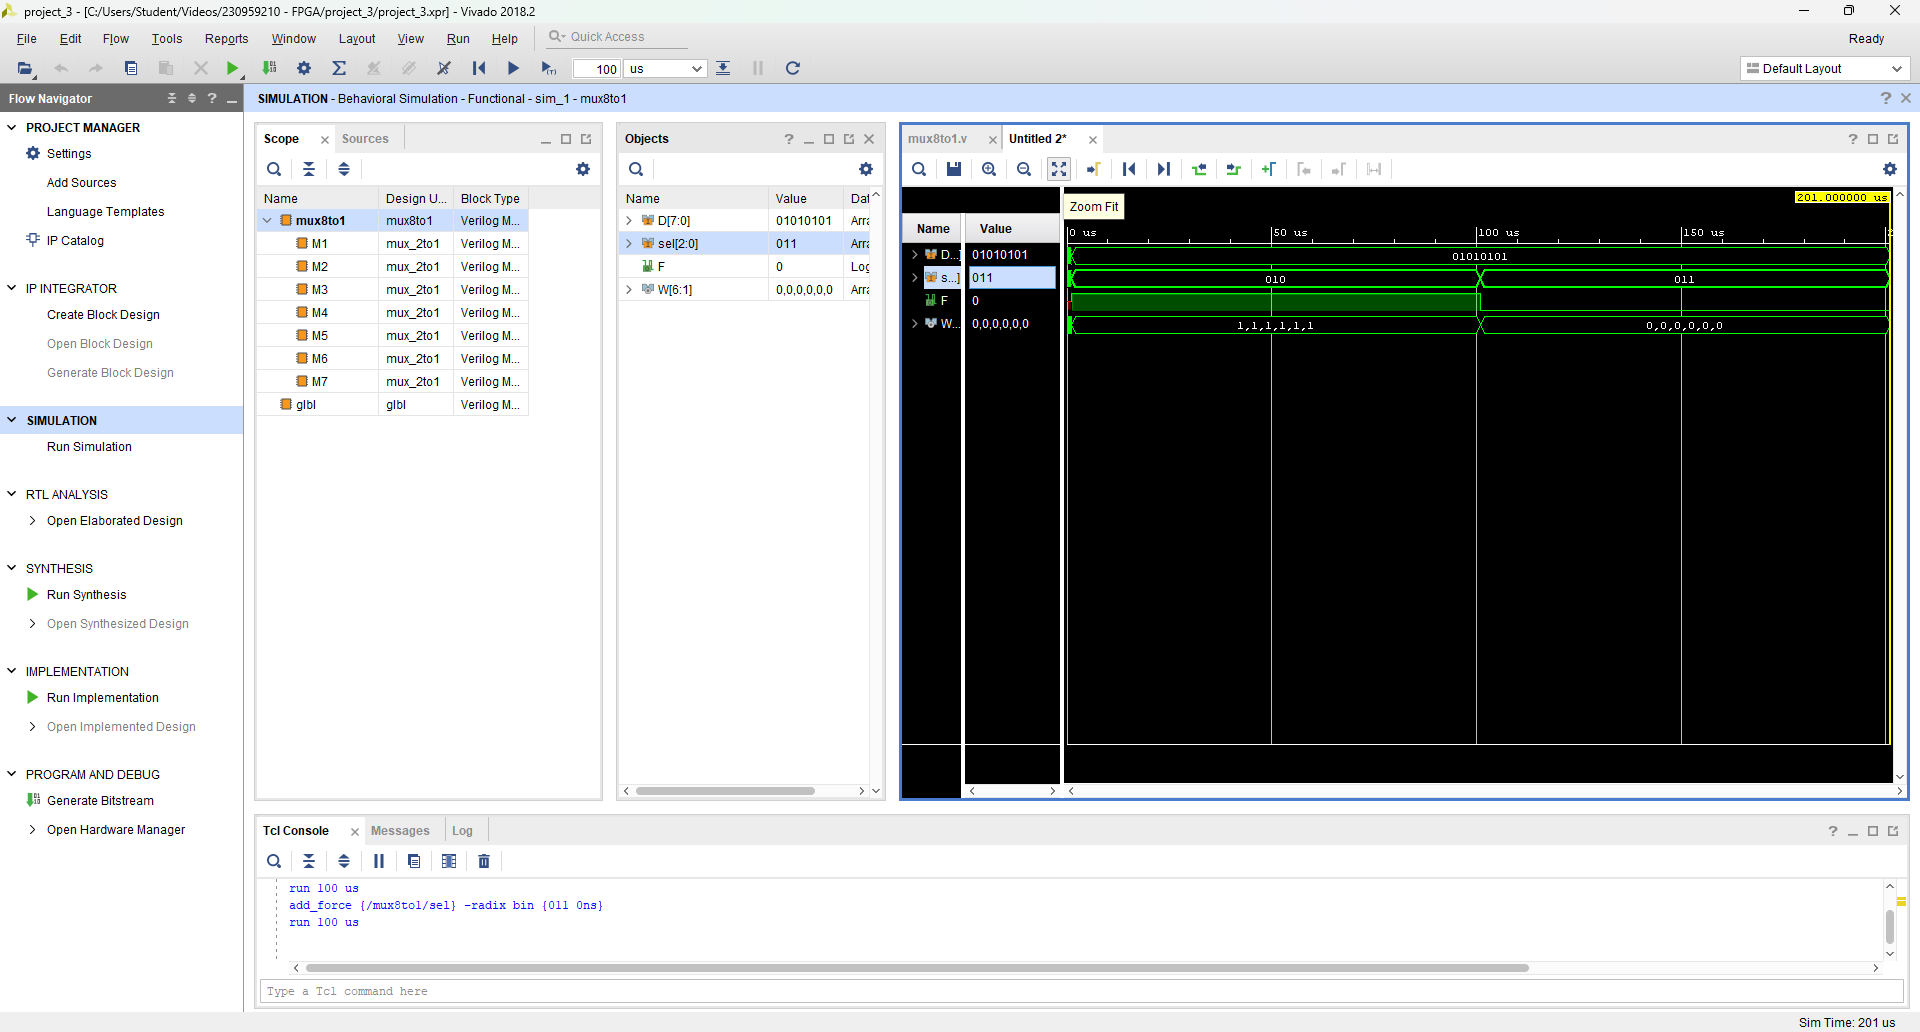 project_3 - [C:/Users/Student/Videos/230959210 - FPGA/project_3/project_3.xpr] - Vivado 2018.2
File Edit Flow Tools Reports Window Layout View Run Help Quick Access Ready
100 us Default Layout
Flow Navigator
SIMULATION - Behavioral Simulation - Functional - sim_1 - mux8to1
PROJECT MANAGER
Settings
Add Sources
Language Templates
IP Catalog
IP INTEGRATOR
Create Block Design
Open Block Design
Generate Block Design
SIMULATION
Run Simulation
RTL ANALYSIS
Open Elaborated Design
SYNTHESIS
Run Synthesis
Open Synthesized Design
IMPLEMENTATION
Run Implementation
Open Implemented Design
PROGRAM AND DEBUG
Generate Bitstream
Open Hardware Manager
Scope Sources
Name Design U... Block Type
mux8to1 mux8to1 Verilog M...
M1 mux_2to1 Verilog M...
M2 mux_2to1 Verilog M...
M3 mux_2to1 Verilog M...
M4 mux_2to1 Verilog M...
M5 mux_2to1 Verilog M...
M6 mux_2to1 Verilog M...
M7 mux_2to1 Verilog M...
glbl glbl Verilog M...
Objects
Name Value Dat
D[7:0] 01010101 Arra
sel[2:0] 011 Arra
F 0 Log
W[6:1] 0,0,0,0,0,0 Arra
mux8to1.v Untitled 2*
Zoom Fit
201.000000 us
Name Value
0 us 50 us 100 us 150 us 2
D...] 01010101 01010101
s...] 011 010 011
F 0
W... 0,0,0,0,0,0 1,1,1,1,1,1 0,0,0,0,0,0
Tcl Console Messages Log
run 100 us
add_force {/mux8to1/sel} -radix bin {011 0ns}
run 100 us
Type a Tcl command here
Sim Time: 201 us